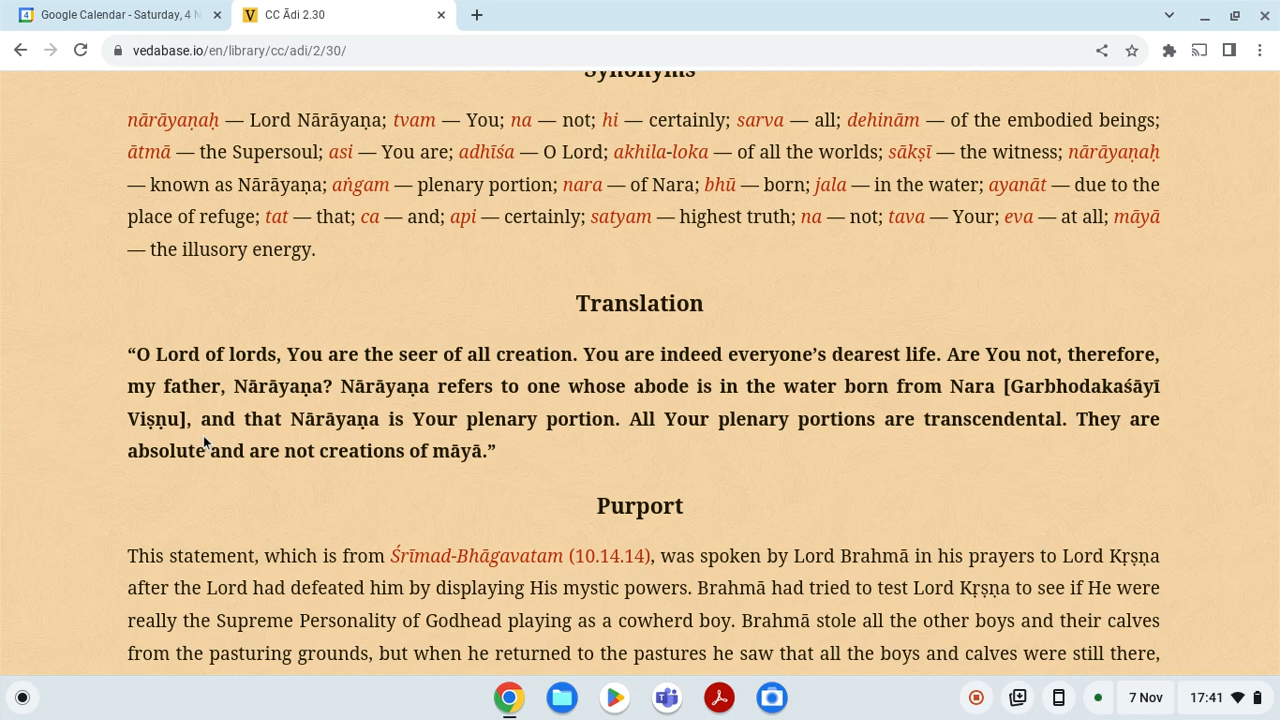 Google Calendar - Saturday, 4 N
CC Ādi 2.30
vedabase.io/en/library/cc/adi/2/30/
Synonyms
nārāyaṇaḥ — Lord Nārāyaṇa; tvam — You; na — not; hi — certainly; sarva — all; dehinām — of the embodied beings;
ātmā — the Supersoul; asi — You are; adhīśa — O Lord; akhila-loka — of all the worlds; sākṣī — the witness; nārāyaṇaḥ
— known as Nārāyaṇa; aṅgam — plenary portion; nara — of Nara; bhū — born; jala — in the water; ayanāt — due to the
place of refuge; tat — that; ca — and; api — certainly; satyam — highest truth; na — not; tava — Your; eva — at all; māyā
— the illusory energy.
Translation
“O Lord of lords, You are the seer of all creation. You are indeed everyone’s dearest life. Are You not, therefore,
my father, Nārāyaṇa? Nārāyaṇa refers to one whose abode is in the water born from Nara [Garbhodakaśāyī
Viṣṇu], and that Nārāyaṇa is Your plenary portion. All Your plenary portions are transcendental. They are
absolute and are not creations of māyā.”
Purport
This statement, which is from Śrīmad-Bhāgavatam (10.14.14), was spoken by Lord Brahmā in his prayers to Lord Kṛṣṇa
after the Lord had defeated him by displaying His mystic powers. Brahmā had tried to test Lord Kṛṣṇa to see if He were
really the Supreme Personality of Godhead playing as a cowherd boy. Brahmā stole all the other boys and their calves
from the pasturing grounds, but when he returned to the pastures he saw that all the boys and calves were still there,
7 Nov
17:41